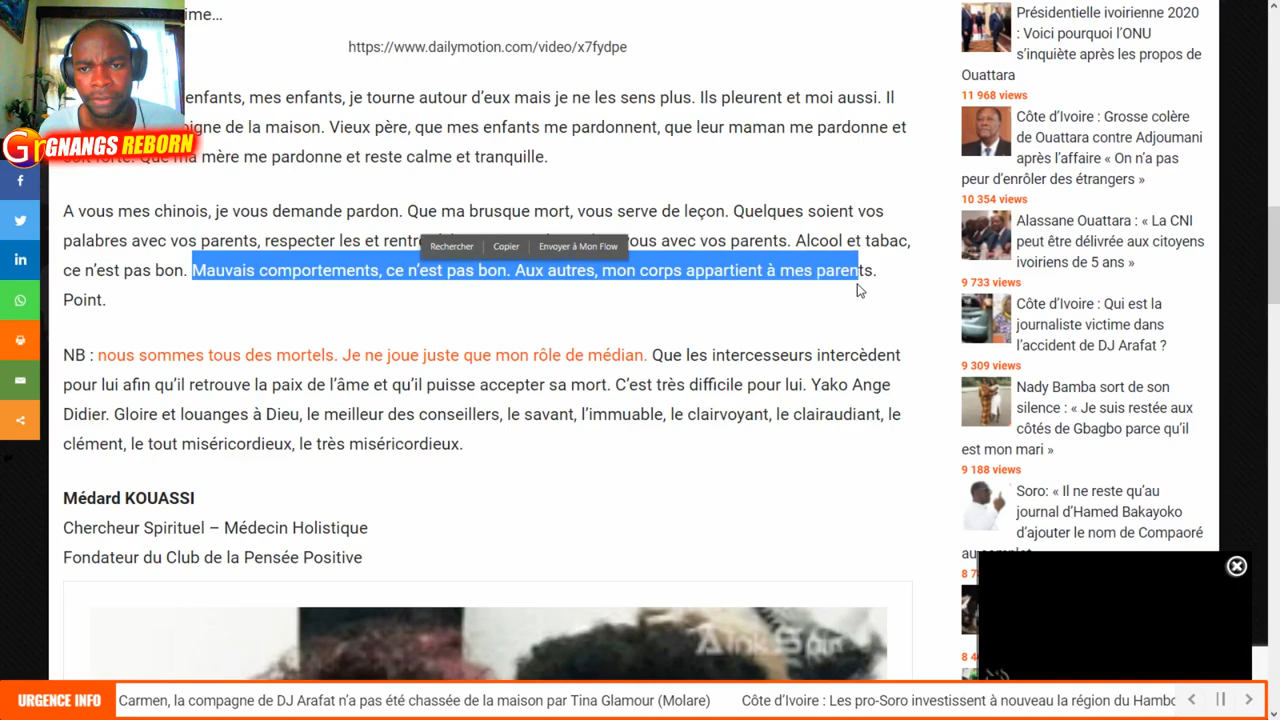 ime…
https://www.dailymotion.com/video/x7fydpe
enfants, mes enfants, je tourne autour d'eux mais je ne les sens plus. Ils pleurent et moi aussi. Il
igne de la maison. Vieux père, que mes enfants me pardonnent, que leur maman me pardonne et
mère me pardonne et reste calme et tranquille.
Gr GNANGS REBORN
A vous mes chinois, je vous demande pardon. Que ma brusque mort, vous serve de leçon. Quelques soient vos
palabres avec vos parents, respecter les et rentr
vous avec vos parents. Alcool et tabac,
Rechercher Copier Envoyer à Mon Flow
ce n'est pas bon. Mauvais comportements, ce n'est pas bon. Aux autres, mon corps appartient à mes parents.
Point.
NB : nous sommes tous des mortels. Je ne joue juste que mon rôle de médian. Que les intercesseurs intercèdent
pour lui afin qu'il retrouve la paix de l'âme et qu'il puisse accepter sa mort. C'est très difficile pour lui. Yako Ange
Didier. Gloire et louanges à Dieu, le meilleur des conseillers, le savant, l'immuable, le clairvoyant, le clairaudiant, le
clément, le tout miséricordieux, le très miséricordieux.
Médard KOUASSI
Chercheur Spirituel – Médecin Holistique
Fondateur du Club de la Pensée Positive
Présidentielle ivoirienne 2020
: Voici pourquoi l'ONU
s'inquiète après les propos de
Ouattara
11 968 views
Côte d'Ivoire : Grosse colère
de Ouattara contre Adjoumani
après l'affaire « On n'a pas
peur d'enrôler des étrangers »
10 354 views
Alassane Ouattara : « La CNI
peut être délivrée aux citoyens
ivoiriens de 5 ans »
9 733 views
Côte d'Ivoire : Qui est la
journaliste victime dans
l'accident de DJ Arafat ?
9 309 views
Nady Bamba sort de son
silence : « Je suis restée aux
côtés de Gbagbo parce qu'il
est mon mari »
9 188 views
Soro: « Il ne reste qu'au
journal d'Hamed Bakayoko
d'ajouter le nom de Compaoré
URGENCE INFO
Carmen, la compagne de DJ Arafat n'a pas été chassée de la maison par Tina Glamour (Molare)
Côte d'Ivoire : Les pro-Soro investissent à nouveau la région du Hambo